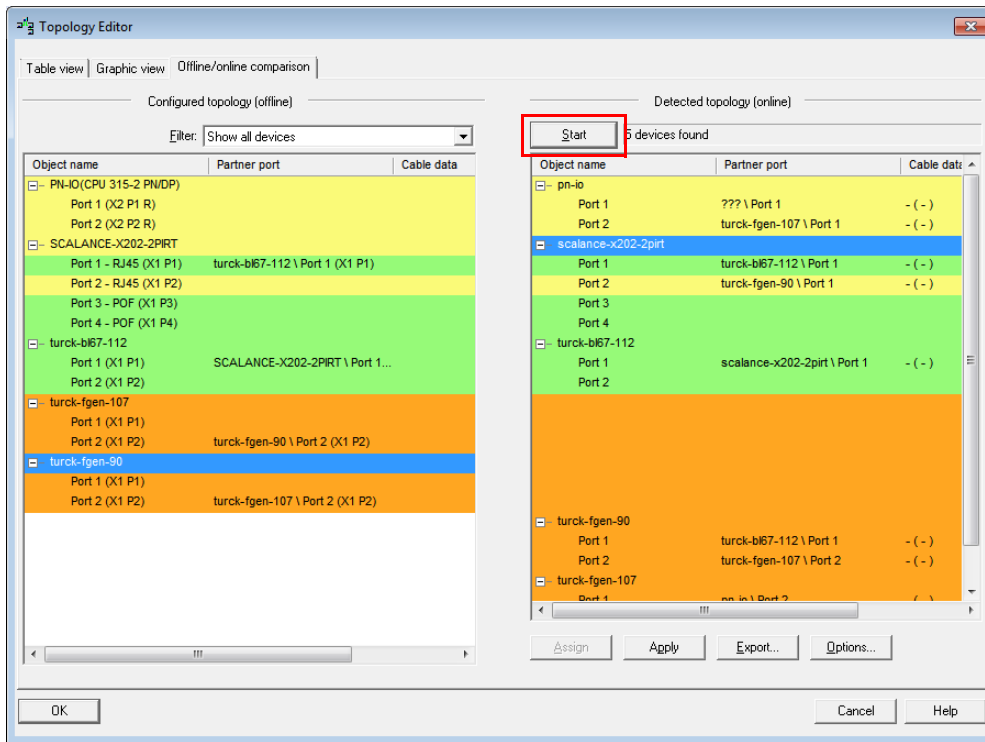 Topology Editor
Table view Graphic view Offline/online comparison
Configured topology (offline)
Filter: Show all devices
Object name Partner port Cable data
PN-IO(CPU 315-2 PN/DP)
Port 1 (X2 P1 R)
Port 2 (X2 P2 R)
SCALANCE-X202-2PIRT
Port 1 - RJ45 (X1 P1) turck-bl67-112 \ Port 1 (X1 P1)
Port 2 - RJ45 (X1 P2)
Port 3 - POF (X1 P3)
Port 4 - POF (X1 P4)
turck-bl67-112
Port 1 (X1 P1) SCALANCE-X202-2PIRT \ Port 1...
Port 2 (X1 P2)
turck-fgen-107
Port 1 (X1 P1)
Port 2 (X1 P2) turck-fgen-90 \ Port 2 (X1 P2)
turck-fgen-90
Port 1 (X1 P1)
Port 2 (X1 P2) turck-fgen-107 \ Port 2 (X1 P2)
Detected topology (online)
Start 5 devices found
Object name Partner port Cable data
pn-io
Port 1 ??? \ Port 1 - ( - )
Port 2 turck-fgen-107 \ Port 1 - ( - )
scalance-x202-2pirt
Port 1 turck-bl67-112 \ Port 1 - ( - )
Port 2 turck-fgen-90 \ Port 1 - ( - )
Port 3
Port 4
turck-bl67-112
Port 1 scalance-x202-2pirt \ Port 1 - ( - )
Port 2
turck-fgen-90
Port 1 turck-bl67-112 \ Port 1 - ( - )
Port 2 turck-fgen-107 \ Port 2 - ( - )
turck-fgen-107
Port 1 pn-io \ Port 2 - ( - )
Assign Apply Export... Options...
OK Cancel Help